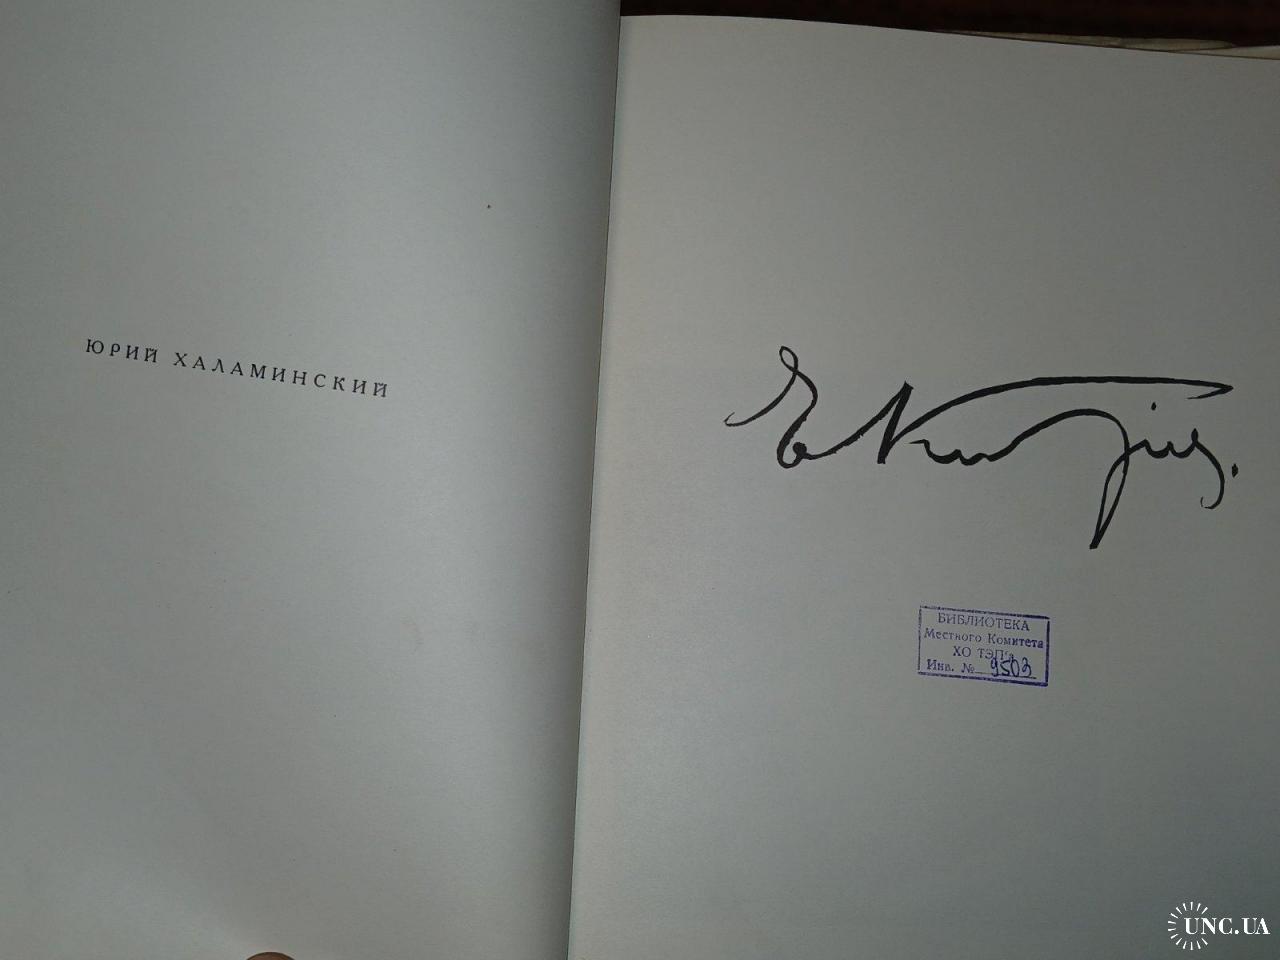 ЮРИЙ ХАЛАМИНСКИЙ
БИБЛИОТЕКА
Местного Комитета
ХО ТЭП'а
Инв. № 9503
UNC.UA